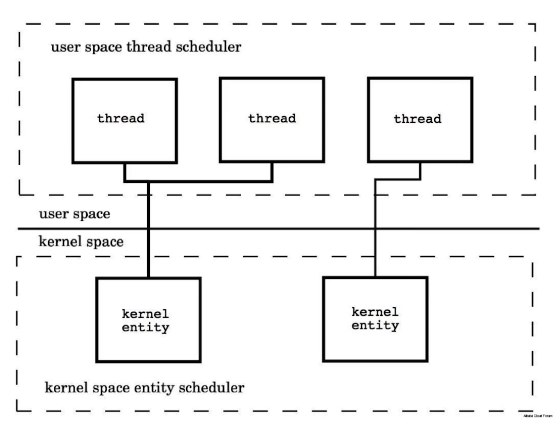 user space thread scheduler
thread
thread
thread
user space
kernel space
kernel
entity
kernel
entity
kernel space entity scheduler
Alibaba Cloud Forum